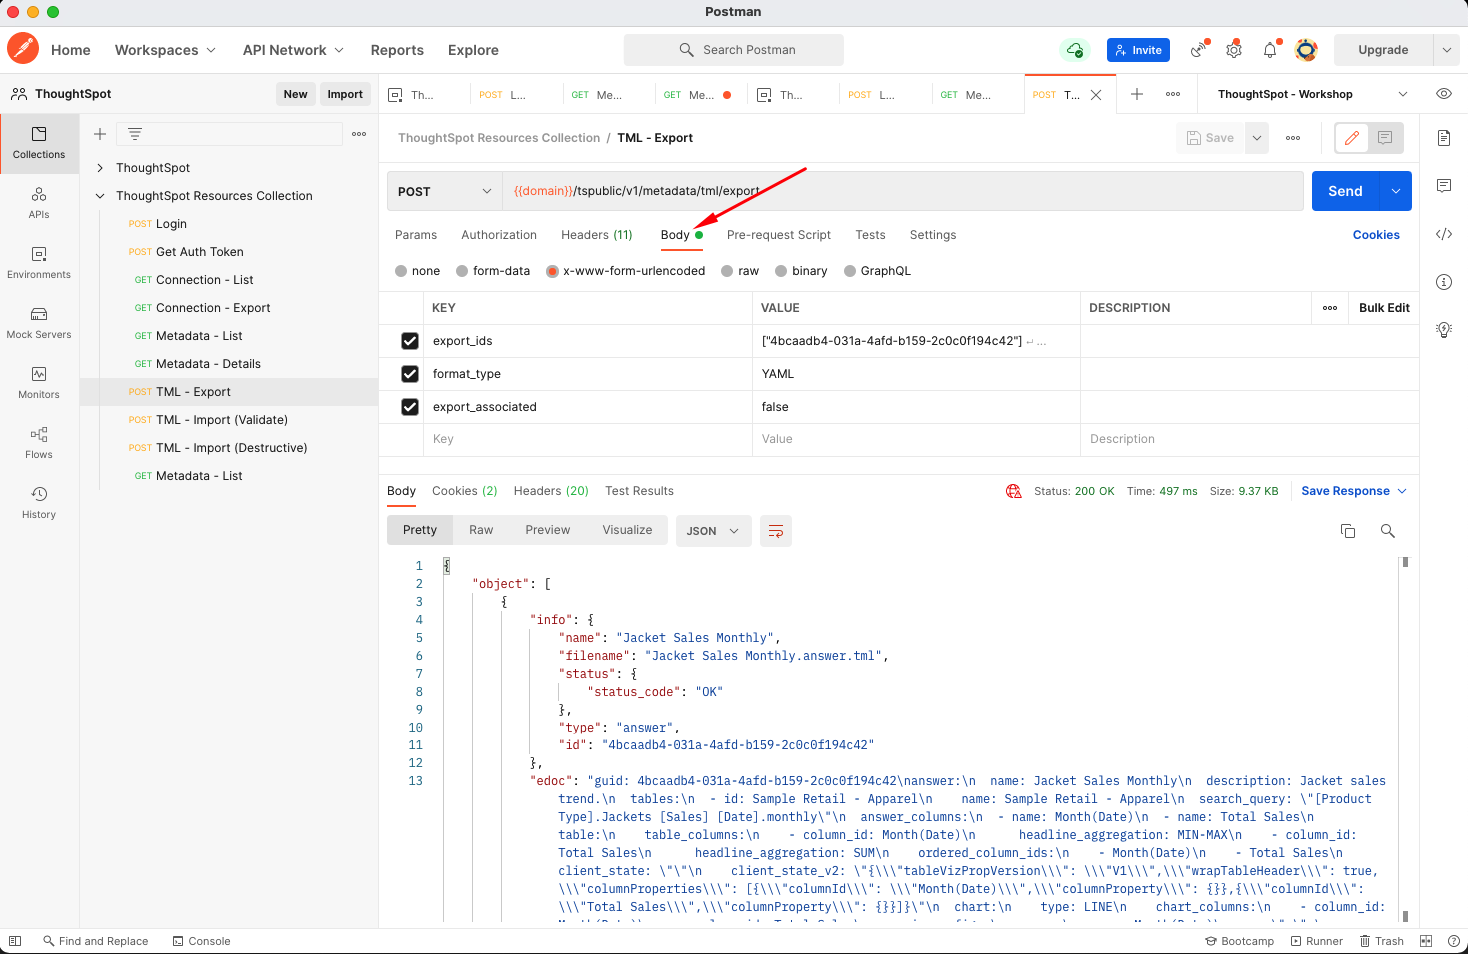 Postman
Home Workspaces API Network Reports Explore Search Postman Invite Upgrade
ThoughtSpot New Import Th... POST L... GET Me... GET Me... Th... POST L... GET Me... POST T... ThoughtSpot - Workshop
Collections
APIs
Environments
Mock Servers
Monitors
Flows
History
ThoughtSpot
ThoughtSpot Resources Collection
POST Login
POST Get Auth Token
GET Connection - List
GET Connection - Export
GET Metadata - List
GET Metadata - Details
POST TML - Export
POST TML - Import (Validate)
POST TML - Import (Destructive)
GET Metadata - List
ThoughtSpot Resources Collection / TML - Export Save
POST {{domain}}/tspublic/v1/metadata/tml/export Send
Params Authorization Headers (11) Body Pre-request Script Tests Settings Cookies
none form-data x-www-form-urlencoded raw binary GraphQL
KEY VALUE DESCRIPTION Bulk Edit
export_ids ["4bcaadb4-031a-4afd-b159-2c0c0f194c42"] ↵ ...
format_type YAML
export_associated false
Key Value Description
Body Cookies (2) Headers (20) Test Results Status: 200 OK Time: 497 ms Size: 9.37 KB Save Response
Pretty Raw Preview Visualize JSON
1 {
2 "object": [
3 {
4 "info": {
5 "name": "Jacket Sales Monthly",
6 "filename": "Jacket Sales Monthly.answer.tml",
7 "status": {
8 "status_code": "OK"
9 },
10 "type": "answer",
11 "id": "4bcaadb4-031a-4afd-b159-2c0c0f194c42"
12 },
13 "edoc": "guid: 4bcaadb4-031a-4afd-b159-2c0c0f194c42\nanswer:\n  name: Jacket Sales Monthly\n  description: Jacket sales
trend.\n  tables:\n  - id: Sample Retail - Apparel\n    name: Sample Retail - Apparel\n  search_query: \"[Product
Type].Jackets [Sales] [Date].monthly\"\n  answer_columns:\n  - name: Month(Date)\n  - name: Total Sales\n
table:\n    table_columns:\n    - column_id: Month(Date)\n      headline_aggregation: MIN-MAX\n    - column_id:
Total Sales\n      headline_aggregation: SUM\n    ordered_column_ids:\n    - Month(Date)\n    - Total Sales\n
client_state: \"\"\n    client_state_v2: \"{\\\"tableVizPropVersion\\\": \\\"V1\\\",\\\"wrapTableHeader\\\": true,
\\\"columnProperties\\\": [{\\\"columnId\\\": \\\"Month(Date)\\\",\\\"columnProperty\\\": {}},{\\\"columnId\\\":
\\\"Total Sales\\\",\\\"columnProperty\\\": {}}]}\"\n  chart:\n    type: LINE\n    chart_columns:\n    - column_id:
Find and Replace Console Bootcamp Runner Trash